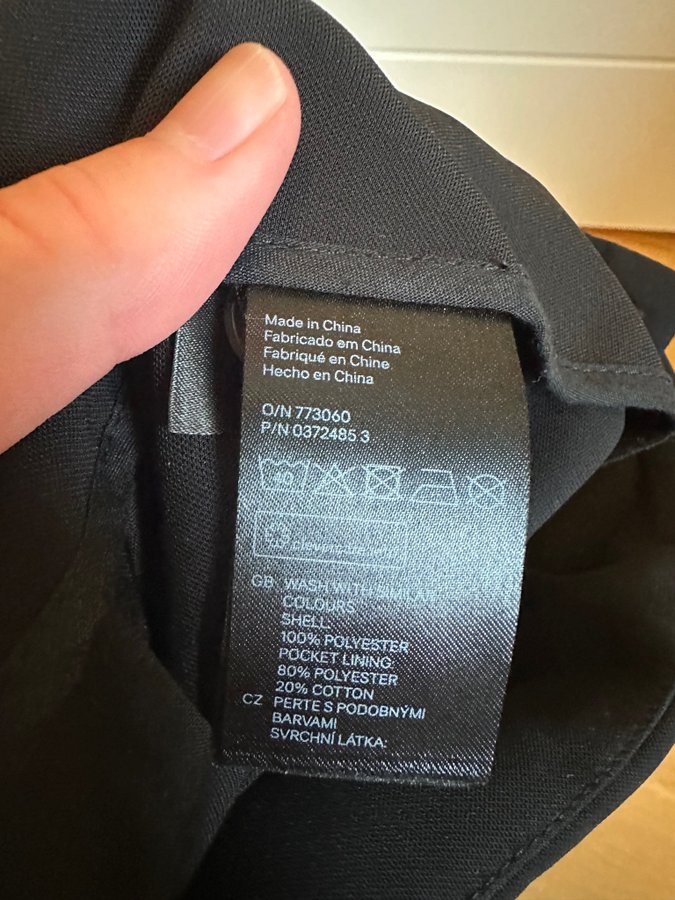 Made in China
Fabricado em China
Fabriqué en Chine
Hecho en China
O/N 773060
P/N 0372485 3
40
GB WASH WITH SIMILAR
COLOURS
SHELL:
100% POLYESTER
POCKET LINING:
80% POLYESTER
20% COTTON
CZ PERTE S PODOBNÝMI
BARVAMI
SVRCHNÍ LÁTKA: